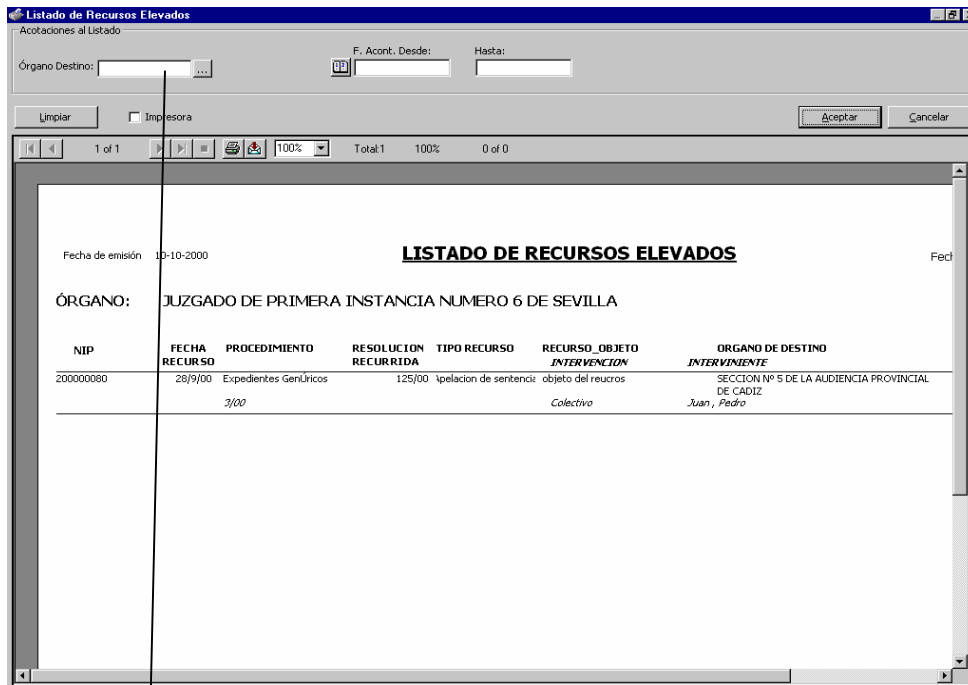 Listado de Recursos Elevados
Acotaciones al Listado
Órgano Destino: ...
F. Acont. Desde:
Hasta:
Limpiar
Impresora
Aceptar
Cancelar
1 of 1
100%
Total:1
100%
0 of 0
Fecha de emisión 10-10-2000
LISTADO DE RECURSOS ELEVADOS
Fech
ÓRGANO: JUZGADO DE PRIMERA INSTANCIA NUMERO 6 DE SEVILLA
NIP FECHA PROCEDIMIENTO RESOLUCION TIPO RECURSO RECURSO_OBJETO ORGANO DE DESTINO
RECURSO RECURRIDA INTERVENCION INTERVINIENTE
200000080 28/9/00 Expedientes GenÚricos 125/00 Apelacion de sentencia objeto del reucros SECCION Nº 5 DE LA AUDIENCIA PROVINCIAL
DE CADIZ
3/00 Colectivo Juan , Pedro